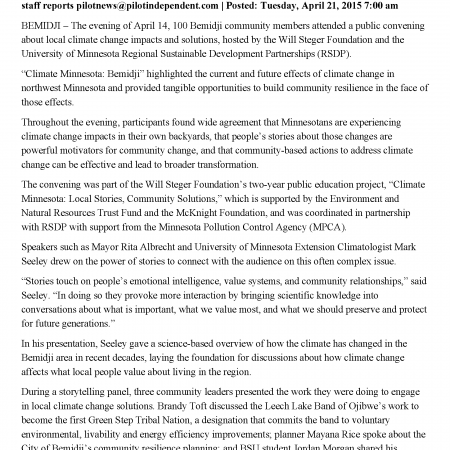 staff reports pilotnews@pilotindependent.com | Posted: Tuesday, April 21, 2015 7:00 am
BEMIDJI – The evening of April 14, 100 Bemidji community members attended a public convening
about local climate change impacts and solutions, hosted by the Will Steger Foundation and the
University of Minnesota Regional Sustainable Development Partnerships (RSDP).
“Climate Minnesota: Bemidji” highlighted the current and future effects of climate change in
northwest Minnesota and provided tangible opportunities to build community resilience in the face of
those effects.
Throughout the evening, participants found wide agreement that Minnesotans are experiencing
climate change impacts in their own backyards, that people’s stories about those changes are
powerful motivators for community change, and that community-based actions to address climate
change can be effective and lead to broader transformation.
The convening was part of the Will Steger Foundation’s two-year public education project, “Climate
Minnesota: Local Stories, Community Solutions,” which is supported by the Environment and
Natural Resources Trust Fund and the McKnight Foundation, and was coordinated in partnership
with RSDP with support from the Minnesota Pollution Control Agency (MPCA).
Speakers such as Mayor Rita Albrecht and University of Minnesota Extension Climatologist Mark
Seeley drew on the power of stories to connect with the audience on this often complex issue.
“Stories touch on people’s emotional intelligence, value systems, and community relationships,” said
Seeley. “In doing so they provoke more interaction by bringing scientific knowledge into
conversations about what is important, what we value most, and what we should preserve and protect
for future generations.”
In his presentation, Seeley gave a science-based overview of how the climate has changed in the
Bemidji area in recent decades, laying the foundation for discussions about how climate change
affects what local people value about living in the region.
During a storytelling panel, three community leaders presented the work they were doing to engage
in local climate change solutions. Brandy Toft discussed the Leech Lake Band of Ojibwe’s work to
become the first Green Step Tribal Nation, a designation that commits the band to voluntary
environmental, livability and energy efficiency improvements; planner Mayana Rice spoke about the
City of Bemidji’s community resilience planning; and BSU student Jordan Morgan shared his